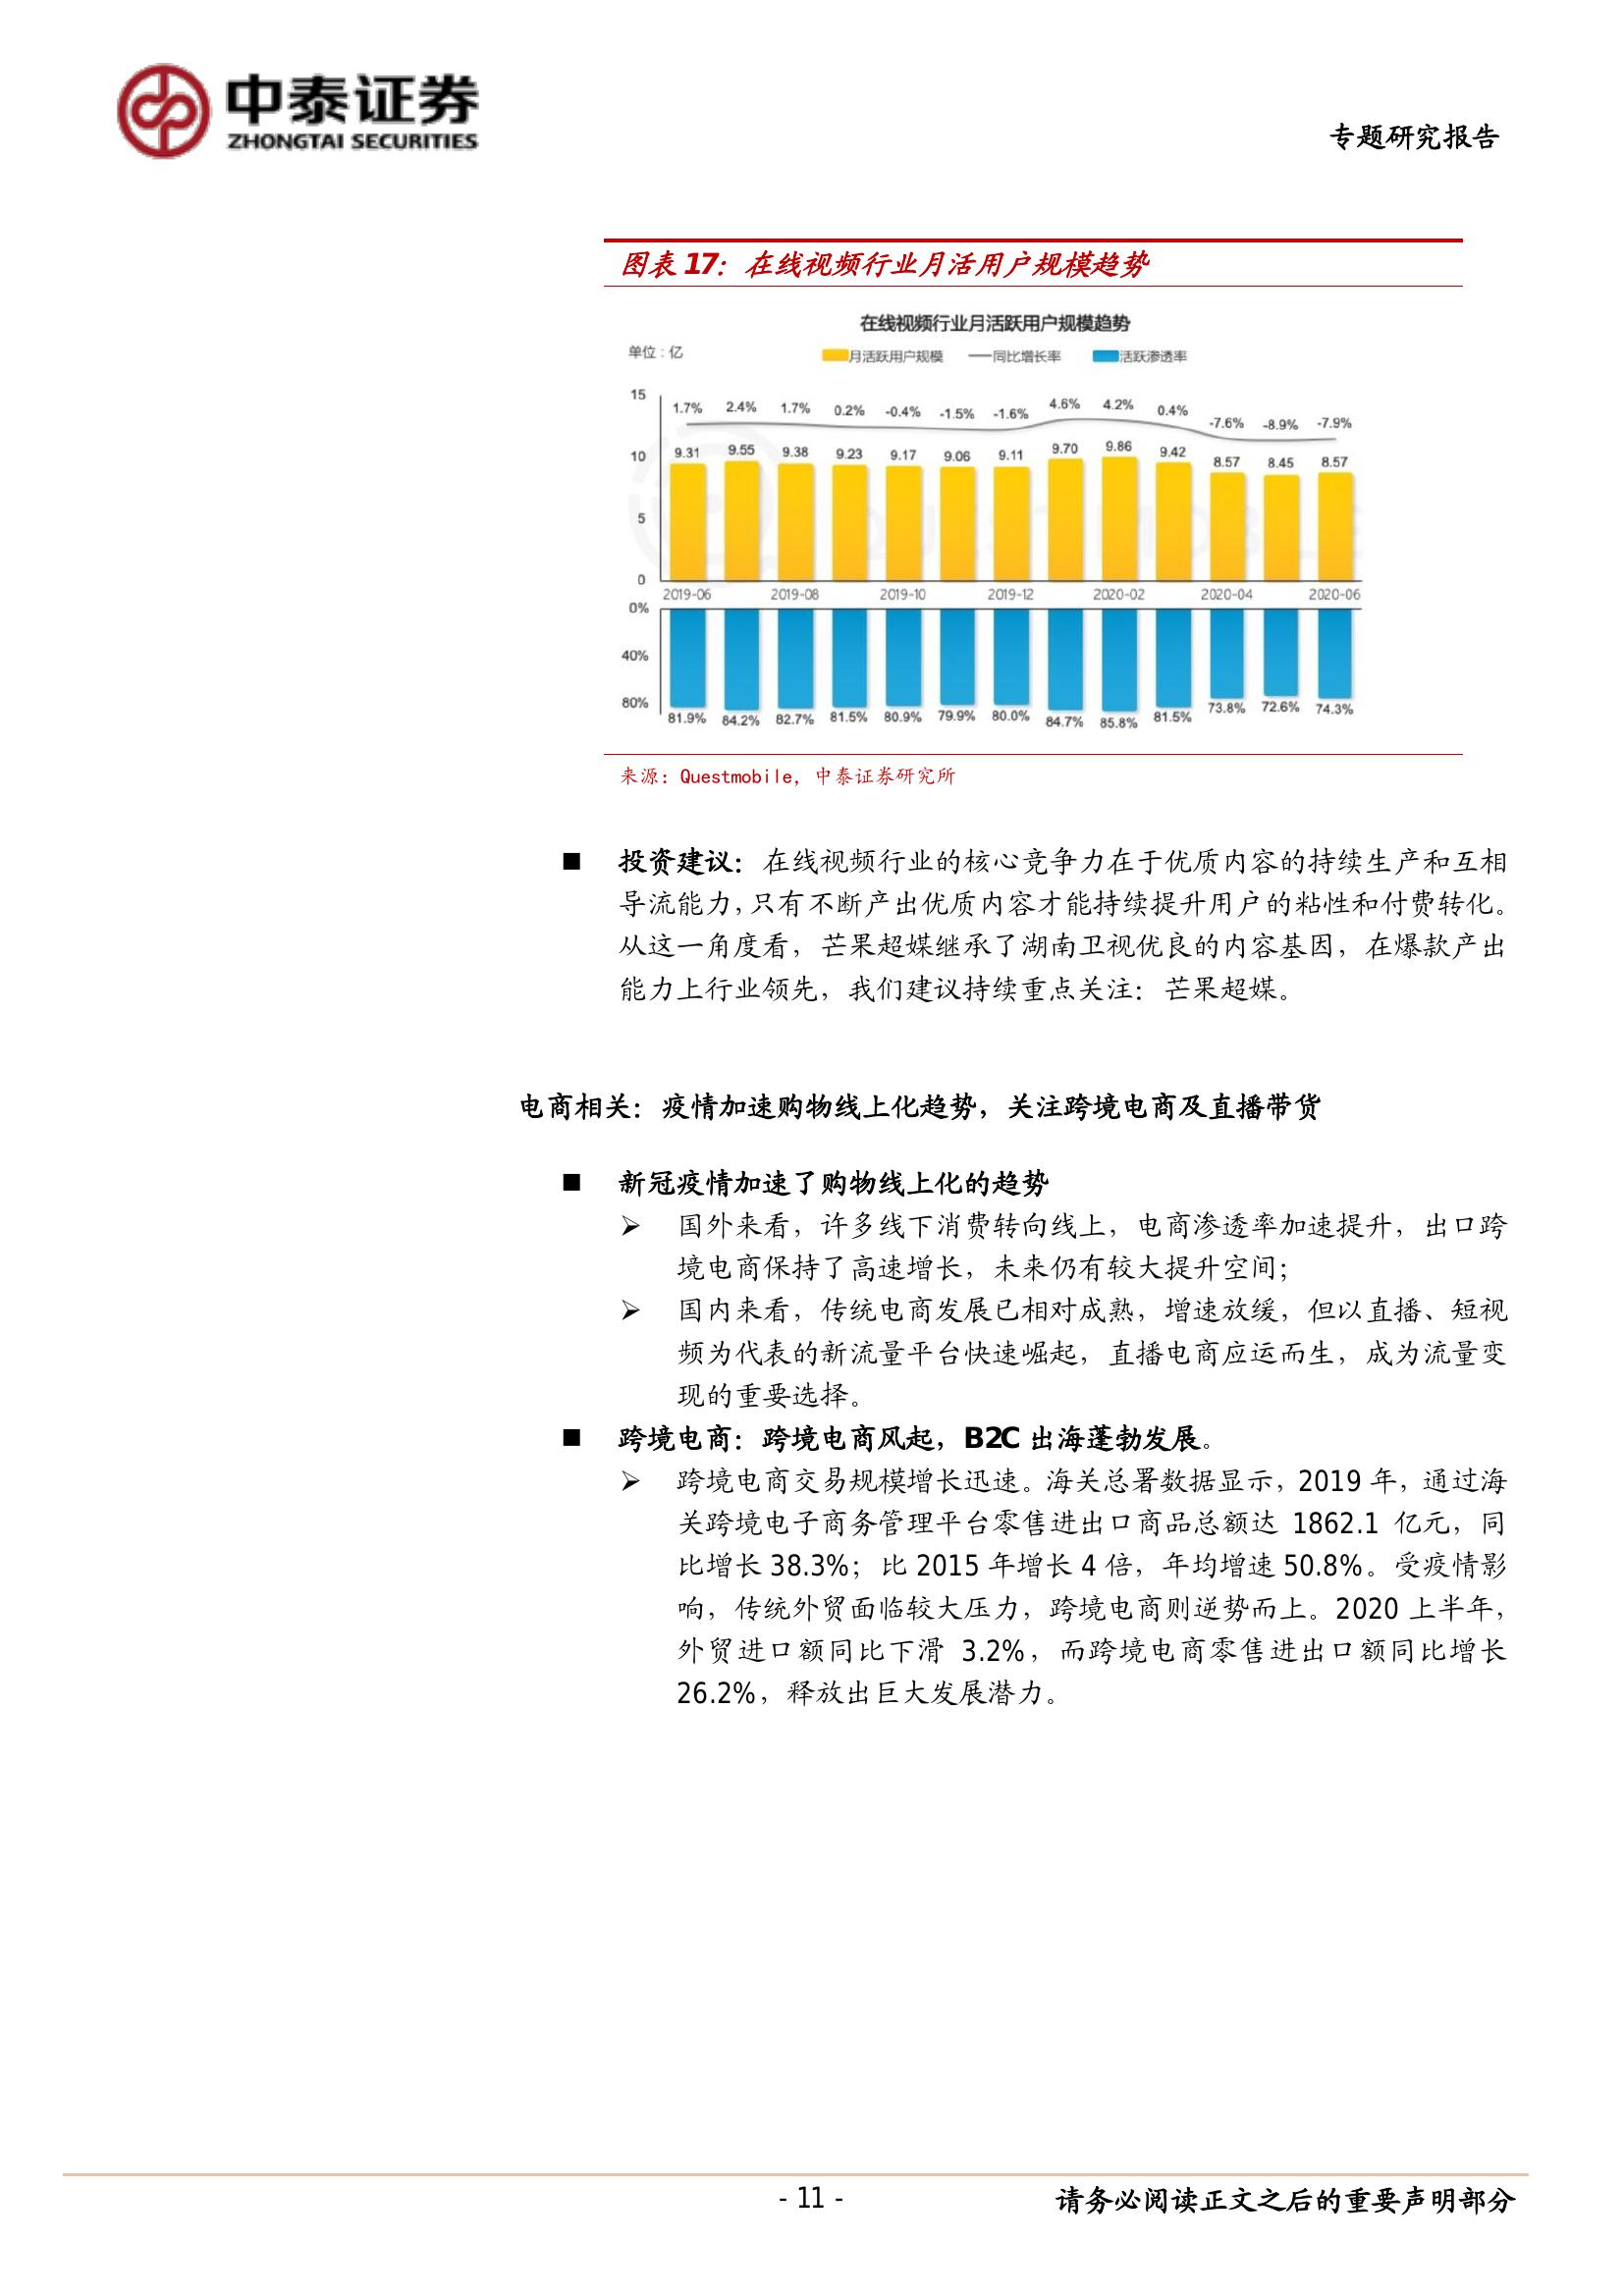 中泰证券
ZHONGTAI SECURITIES
专题研究报告
图表 17：在线视频行业月活用户规模趋势
在线视频行业月活跃用户规模趋势
单位：亿
月活跃用户规模 同比增长率 活跃渗透率
15
1.7% 2.4% 1.7% 0.2% -0.4% -1.5% -1.6% 4.6% 4.2% 0.4% -7.6% -8.9% -7.9%
10
9.31 9.55 9.38 9.23 9.17 9.06 9.11 9.70 9.86 9.42 8.57 8.45 8.57
5
0
2019-06 2019-08 2019-10 2019-12 2020-02 2020-04 2020-06
0%
40%
80%
81.9% 84.2% 82.7% 81.5% 80.9% 79.9% 80.0% 84.7% 85.8% 81.5% 73.8% 72.6% 74.3%
来源：Questmobile，中泰证券研究所
■ 投资建议：在线视频行业的核心竞争力在于优质内容的持续生产和互相
导流能力，只有不断产出优质内容才能持续提升用户的粘性和付费转化。
从这一角度看，芒果超媒继承了湖南卫视优良的内容基因，在爆款产出
能力上行业领先，我们建议持续重点关注：芒果超媒。
电商相关：疫情加速购物线上化趋势，关注跨境电商及直播带货
■ 新冠疫情加速了购物线上化的趋势
➢ 国外来看，许多线下消费转向线上，电商渗透率加速提升，出口跨
境电商保持了高速增长，未来仍有较大提升空间；
➢ 国内来看，传统电商发展已相对成熟，增速放缓，但以直播、短视
频为代表的新流量平台快速崛起，直播电商应运而生，成为流量变
现的重要选择。
■ 跨境电商：跨境电商风起，B2C 出海蓬勃发展。
➢ 跨境电商交易规模增长迅速。海关总署数据显示，2019 年，通过海
关跨境电子商务管理平台零售进出口商品总额达 1862.1 亿元，同
比增长 38.3%；比 2015 年增长 4 倍，年均增速 50.8%。受疫情影
响，传统外贸面临较大压力，跨境电商则逆势而上。2020 上半年，
外贸进口额同比下滑 3.2%，而跨境电商零售进出口额同比增长
26.2%，释放出巨大发展潜力。
- 11 -
请务必阅读正文之后的重要声明部分